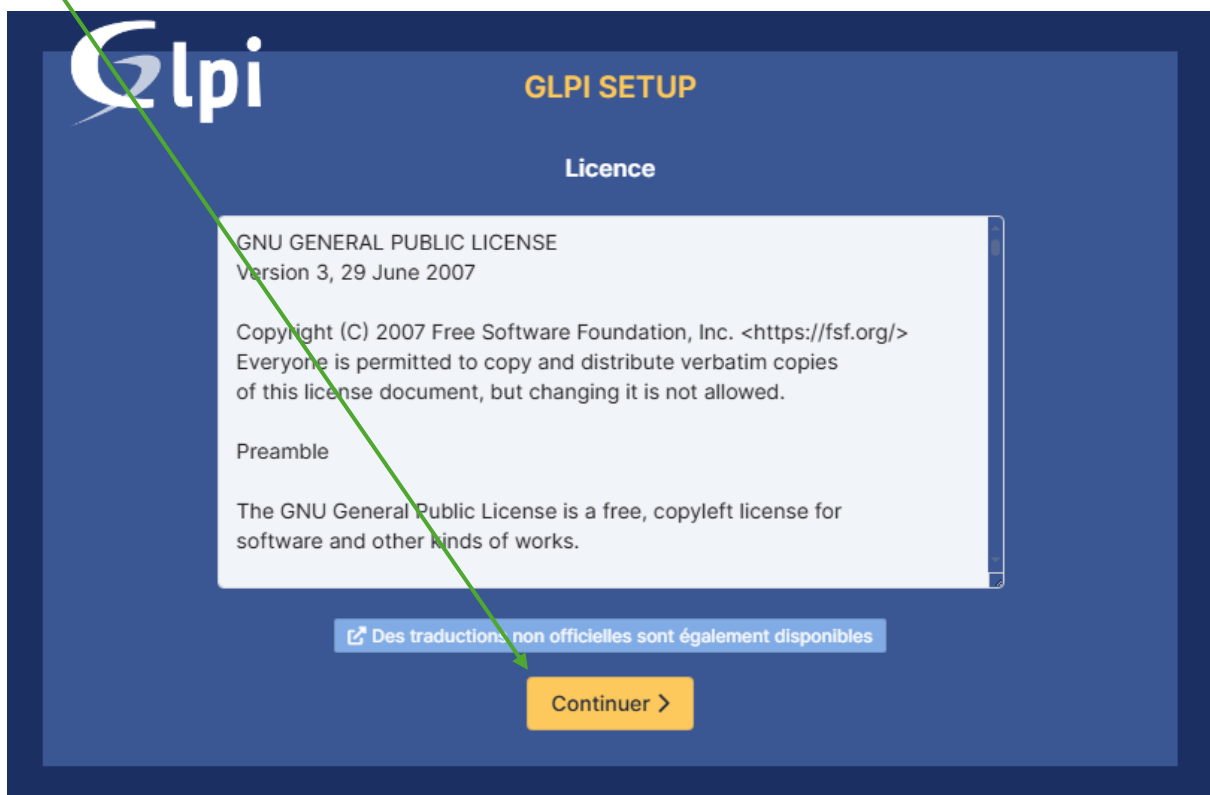 Glpi
GLPI SETUP
Licence
GNU GENERAL PUBLIC LICENSE
Version 3, 29 June 2007
Copyright (C) 2007 Free Software Foundation, Inc. <https://fsf.org/>
Everyone is permitted to copy and distribute verbatim copies
of this license document, but changing it is not allowed.
Preamble
The GNU General Public License is a free, copyleft license for
software and other kinds of works.
Des traductions non officielles sont également disponibles
Continuer >